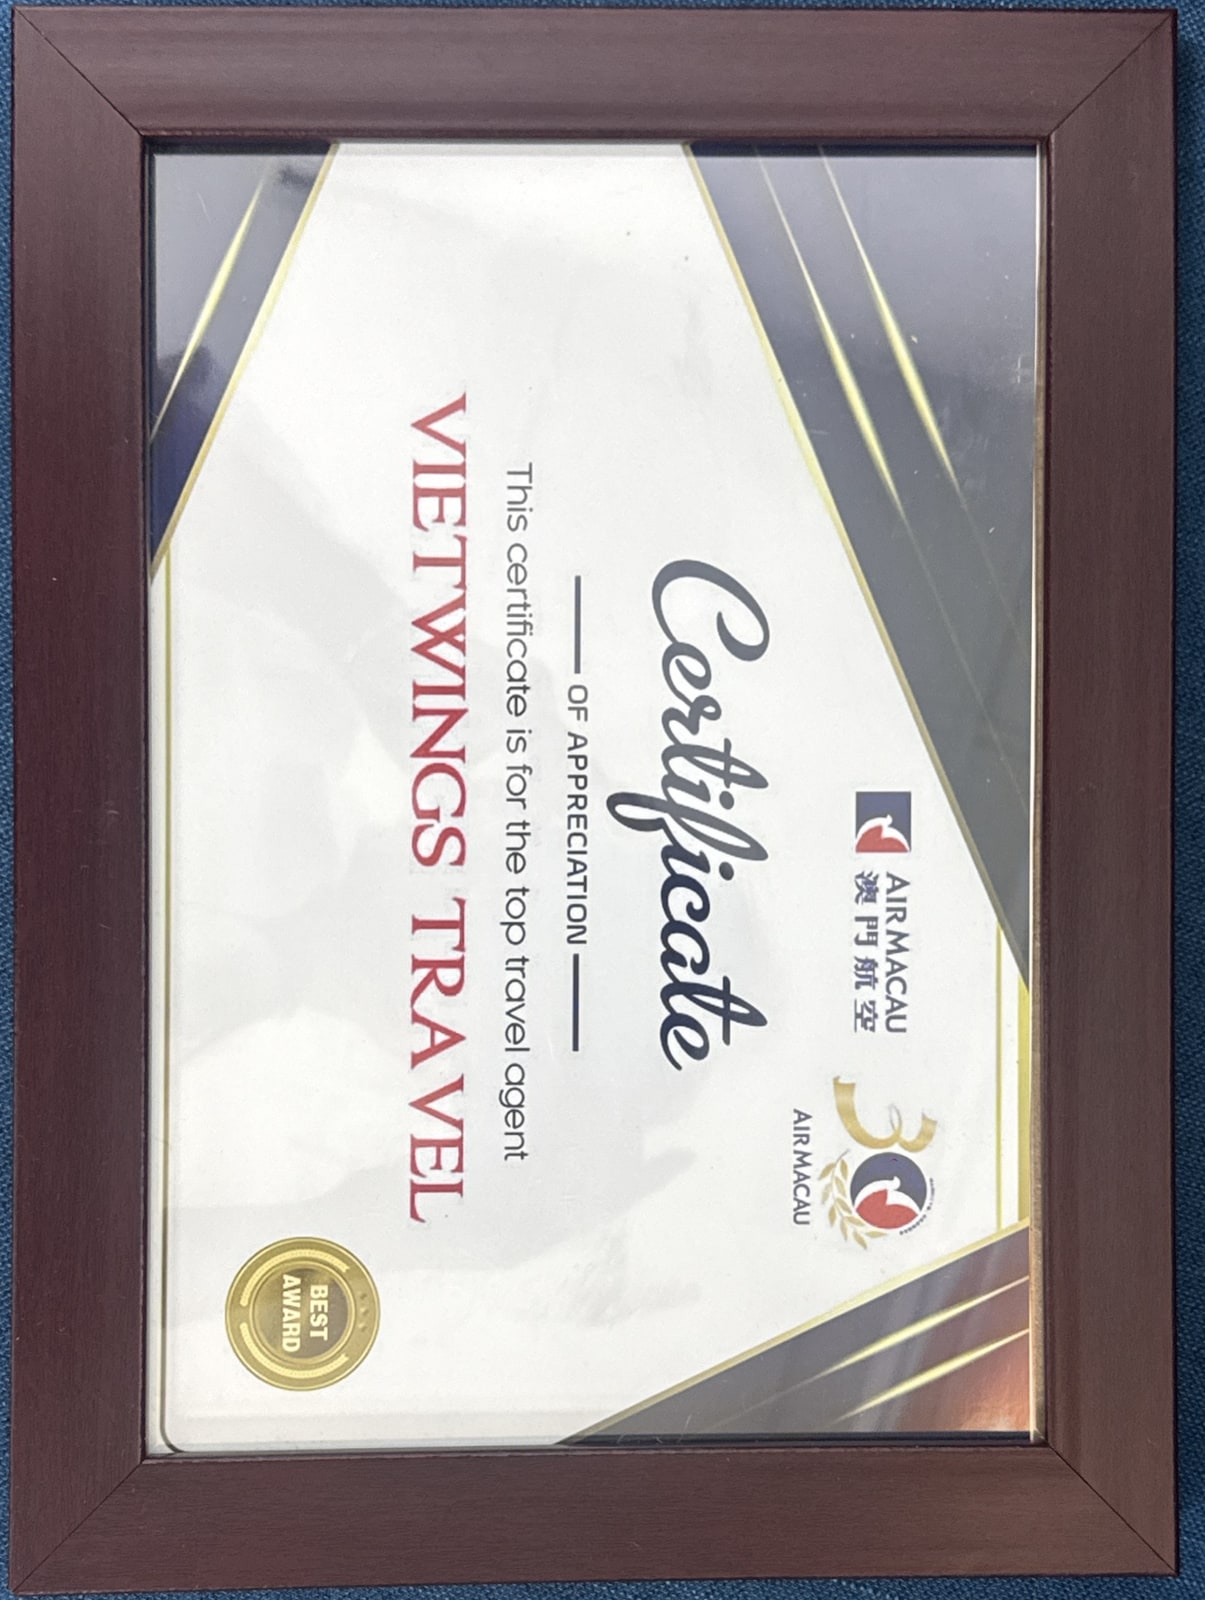 AIR MACAU
澳門航空
30
AIR MACAU
Certificate
OF APPRECIATION
This certificate is for the top travel agent
VIETWINGS TRAVEL
BEST
AWARD